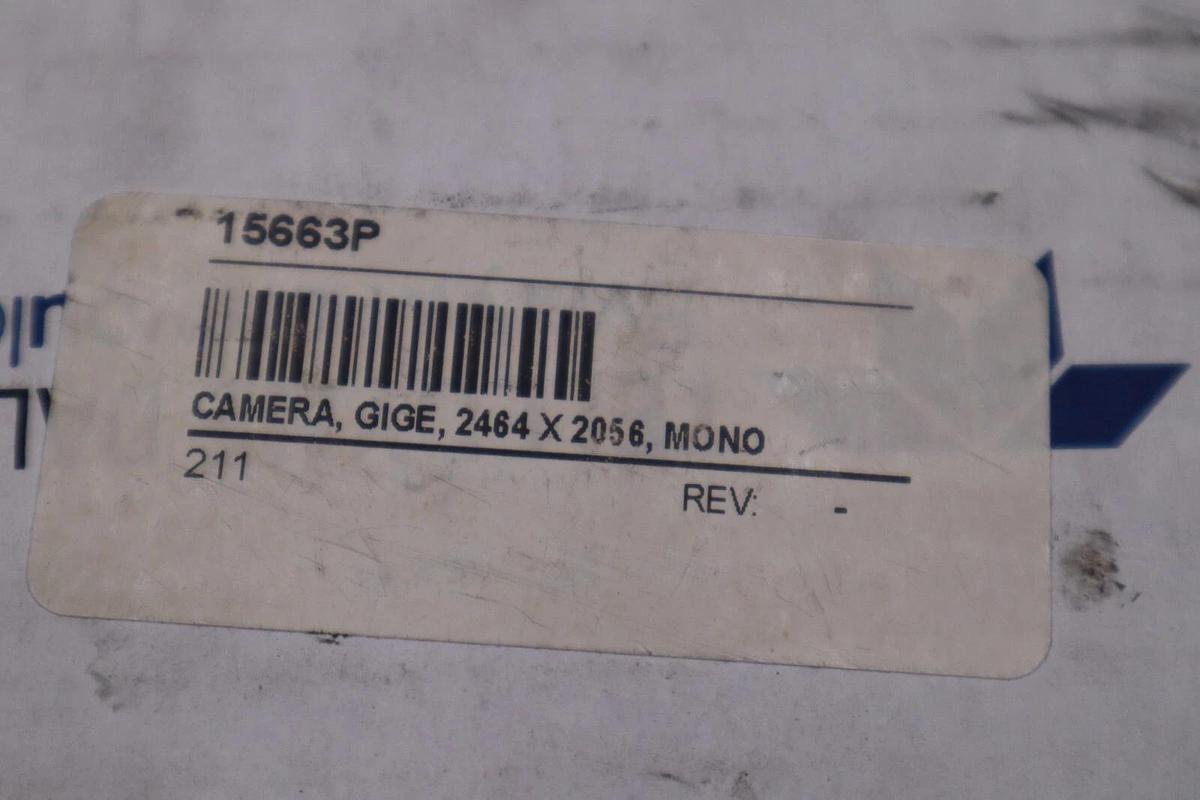 15663P
CAMERA, GIGE, 2464 X 2056, MONO
211
REV: -